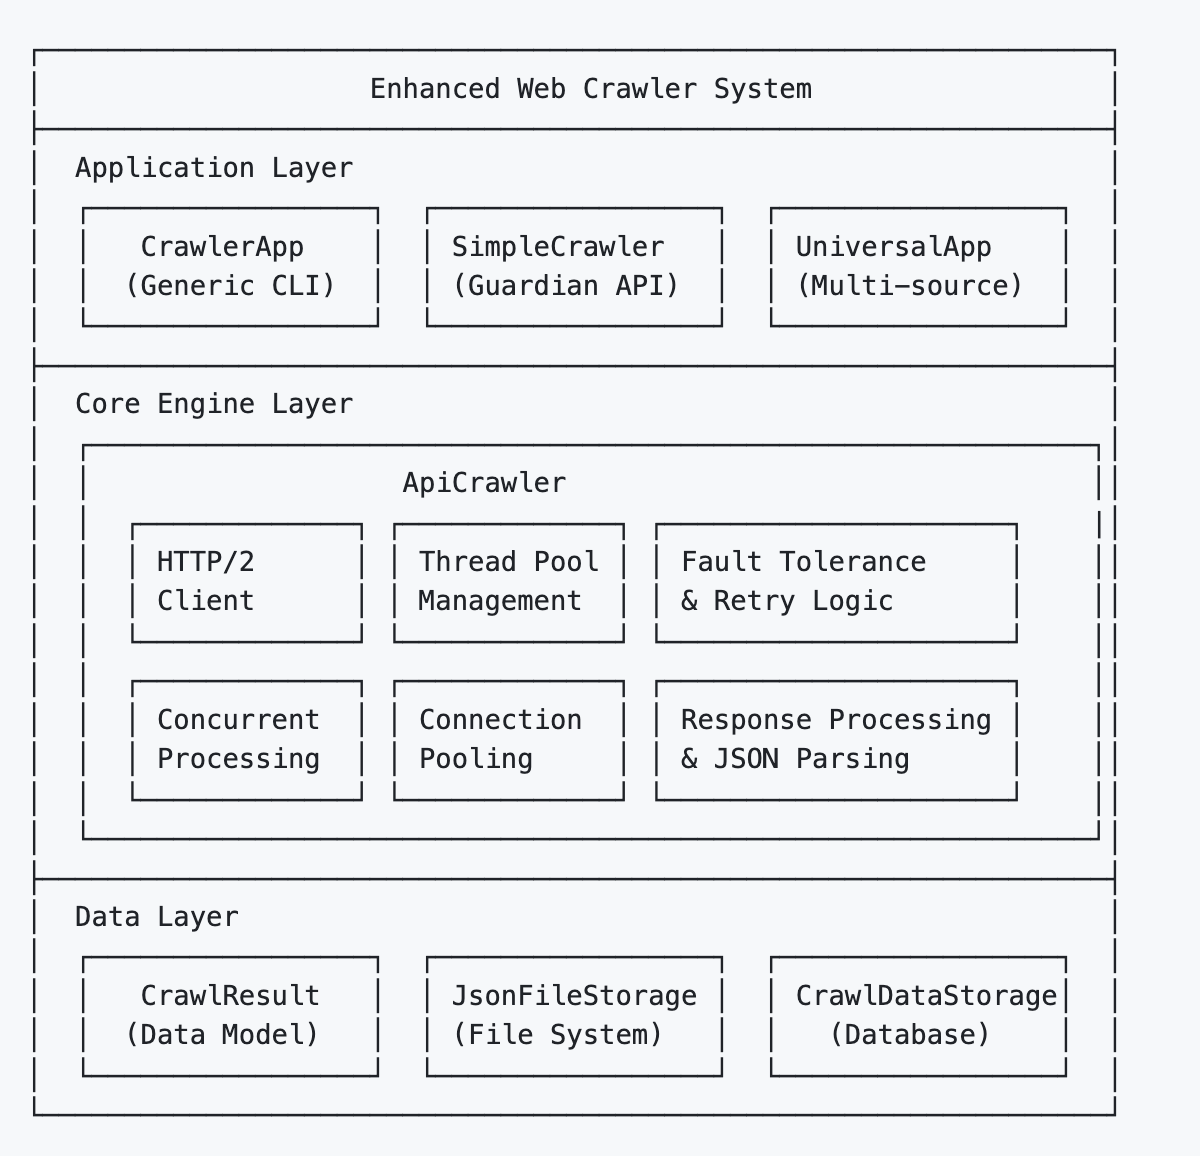 Enhanced Web Crawler System
Application Layer
CrawlerApp
(Generic CLI)
SimpleCrawler
(Guardian API)
UniversalApp
(Multi-source)
Core Engine Layer
ApiCrawler
HTTP/2
Client
Thread Pool
Management
Fault Tolerance
& Retry Logic
Concurrent
Processing
Connection
Pooling
Response Processing
& JSON Parsing
Data Layer
CrawlResult
(Data Model)
JsonFileStorage
(File System)
CrawlDataStorage
(Database)